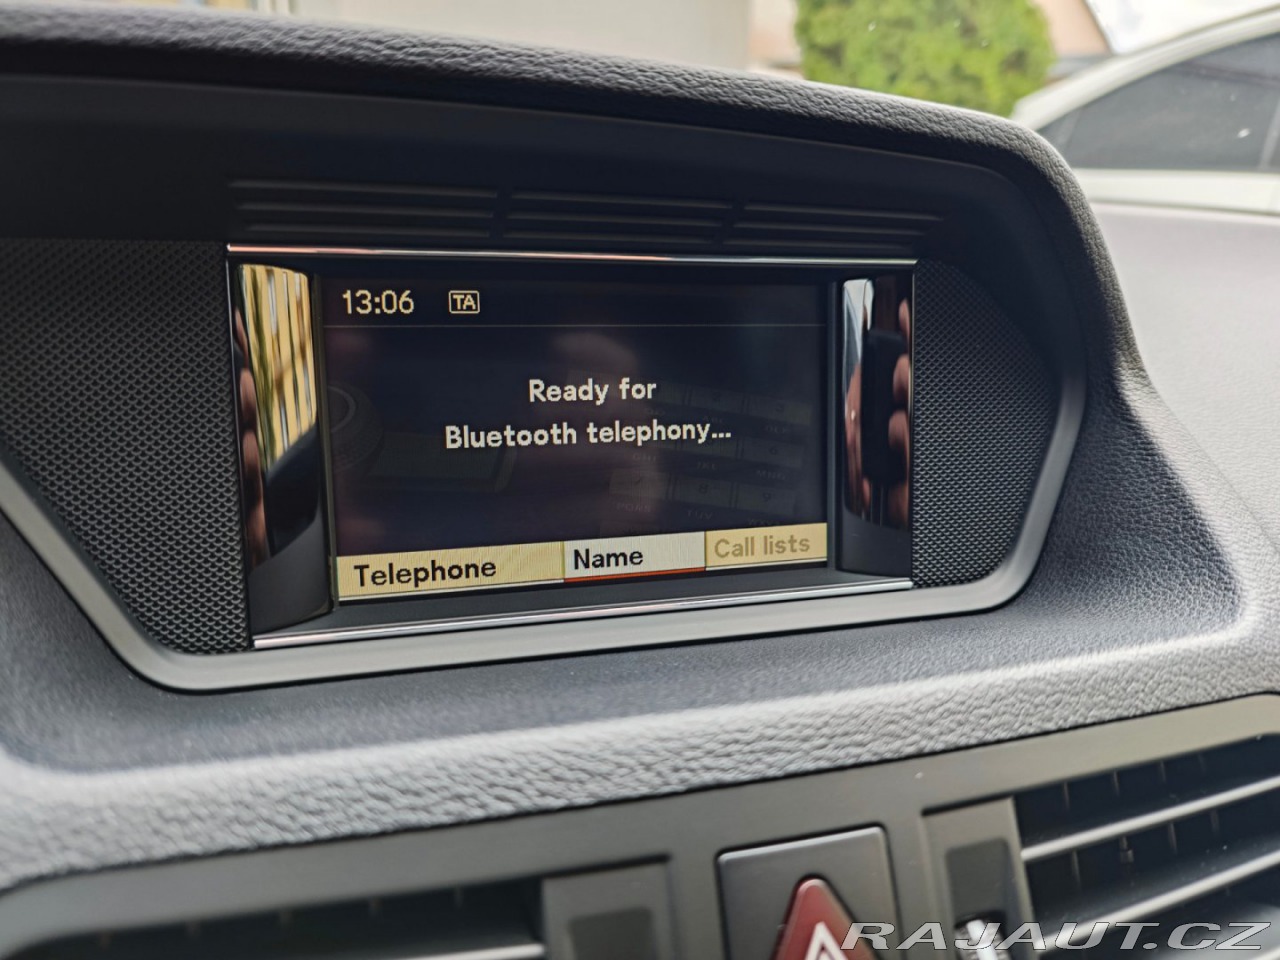 13:06 TA
Ready for
Bluetooth telephony...
Telephone Name Call lists
RAJAUT.CZ